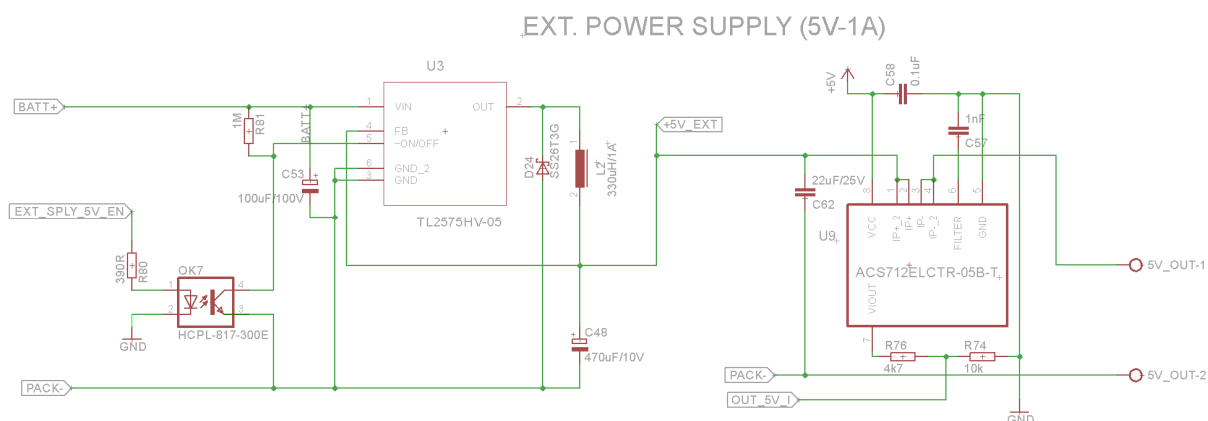 EXT. POWER SUPPLY (5V-1A)
U3
BATT+
1M
R81
BATT+
1
VIN
OUT
2
4
FB
5
~ON/OFF
6
GND_2
3
GND
TL2575HV-05
C53
100uF/100V
D24
SS26T3G
1
2
L2
330uH/1A
+5V_EXT
EXT_SPLY_5V_EN
390R
R80
OK7
1
2
4
3
HCPL-817-300E
GND
C48
470uF/10V
PACK-
+5V
C58
0.1uF
1nF
C57
22uF/25V
C62
U9
8
1
2
3
4
6
5
VCC
IP+_2
IP+
IP-
IP-_2
FILTER
GND
ACS712ELCTR-05B-T
VIOUT
7
R76
4k7
R74
10k
5V_OUT-1
PACK-
5V_OUT-2
OUT_5V_I
GND